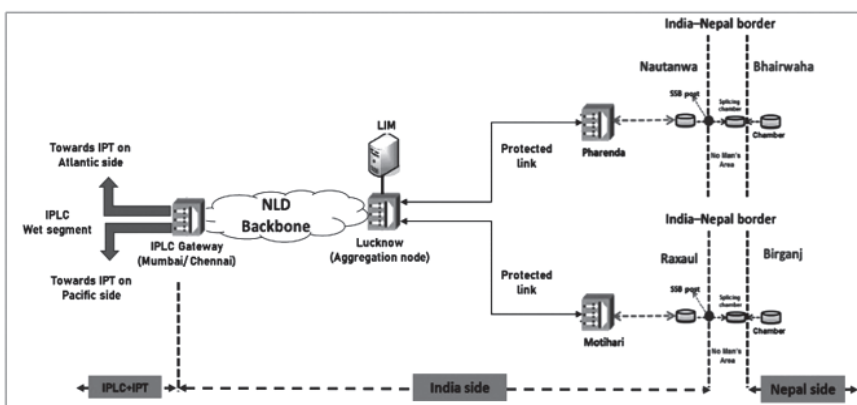 India–Nepal border
Nautanwa
Bhairwaha
SSB post
Splicing
chamber
Chamber
No Man's
Area
Pharenda
Protected
link
LIM
Towards IPT on
Atlantic side
IPLC
Wet segment
NLD
Backbone
IPLC Gateway
(Mumbai/ Chennai)
Lucknow
(Aggregation node)
Towards IPT on
Pacific side
India–Nepal border
Raxaul
Birganj
Protected
link
SSB post
Splicing
chamber
Chamber
Motihari
No Man's
Area
IPLC+IPT
India side
Nepal side